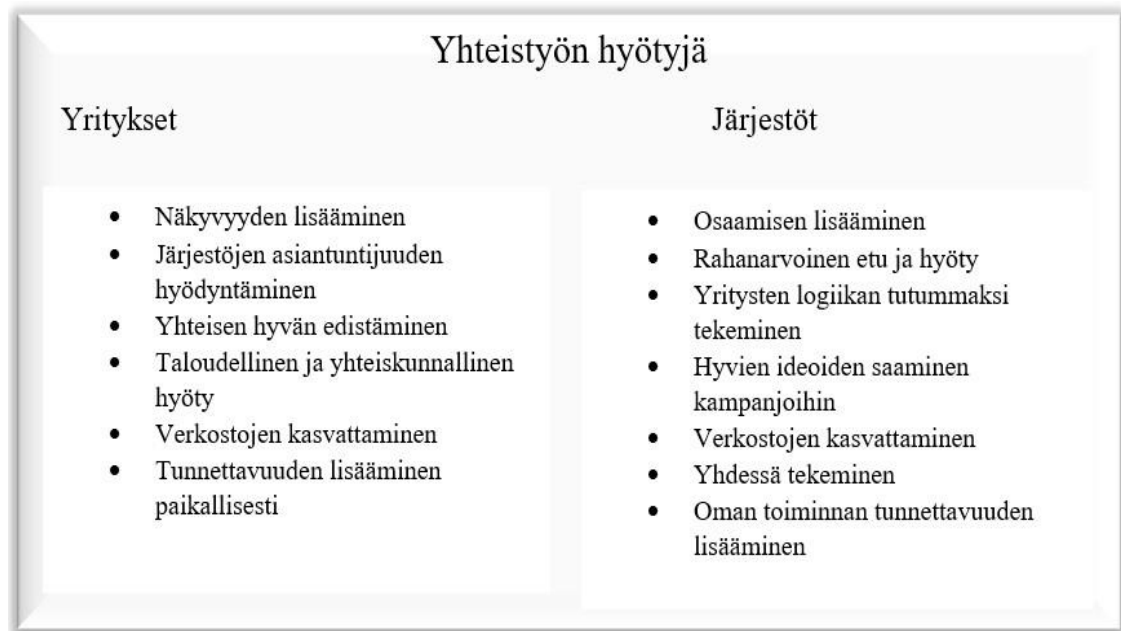 Yhteistyön hyötyjä
Yritykset
• Näkyvyyden lisääminen
• Järjestöjen asiantuntijuuden
hyödyntäminen
• Yhteisen hyvän edistäminen
• Taloudellinen ja yhteiskunnallinen
hyöty
• Verkostojen kasvattaminen
• Tunnettavuuden lisääminen
paikallisesti
Järjestöt
• Osaamisen lisääminen
• Rahanarvoinen etu ja hyöty
• Yritysten logiikan tutummaksi
tekeminen
• Hyvien ideoiden saaminen
kampanjoihin
• Verkostojen kasvattaminen
• Yhdessä tekeminen
• Oman toiminnan tunnettavuuden
lisääminen